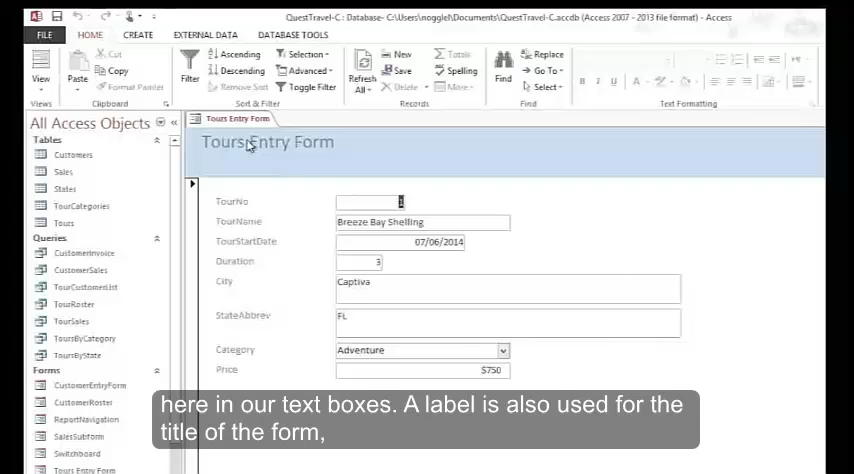 QuestTravel-C : Database- C:\Users\nogglel\Documents\QuestTravel-C.accdb (Access 2007 - 2013 file format) - Access
FILE HOME CREATE EXTERNAL DATA DATABASE TOOLS
View
Views
Paste
Cut
Copy
Format Painter
Clipboard
Filter
Ascending
Descending
Remove Sort
Selection
Advanced
Toggle Filter
Sort & Filter
Refresh All
New
Save
Delete
Totals
Spelling
More
Records
Find
Replace
Go To
Select
Find
B I U
Text Formatting
All Access Objects
Tables
Customers
Sales
States
TourCategories
Tours
Queries
CustomerInvoice
CustomerSales
TourCustomerList
TourRoster
TourSales
ToursByCategory
ToursByState
Forms
CustomerEntryForm
CustomerRoster
ReportNavigation
SalesSubform
Switchboard
Tours Entry Form
Tours Entry Form
Tours Entry Form
TourNo 1
TourName Breeze Bay Shelling
TourStartDate 07/06/2014
Duration 3
City Captiva
StateAbbrev FL
Category Adventure
Price $750
here in our text boxes. A label is also used for the
title of the form,